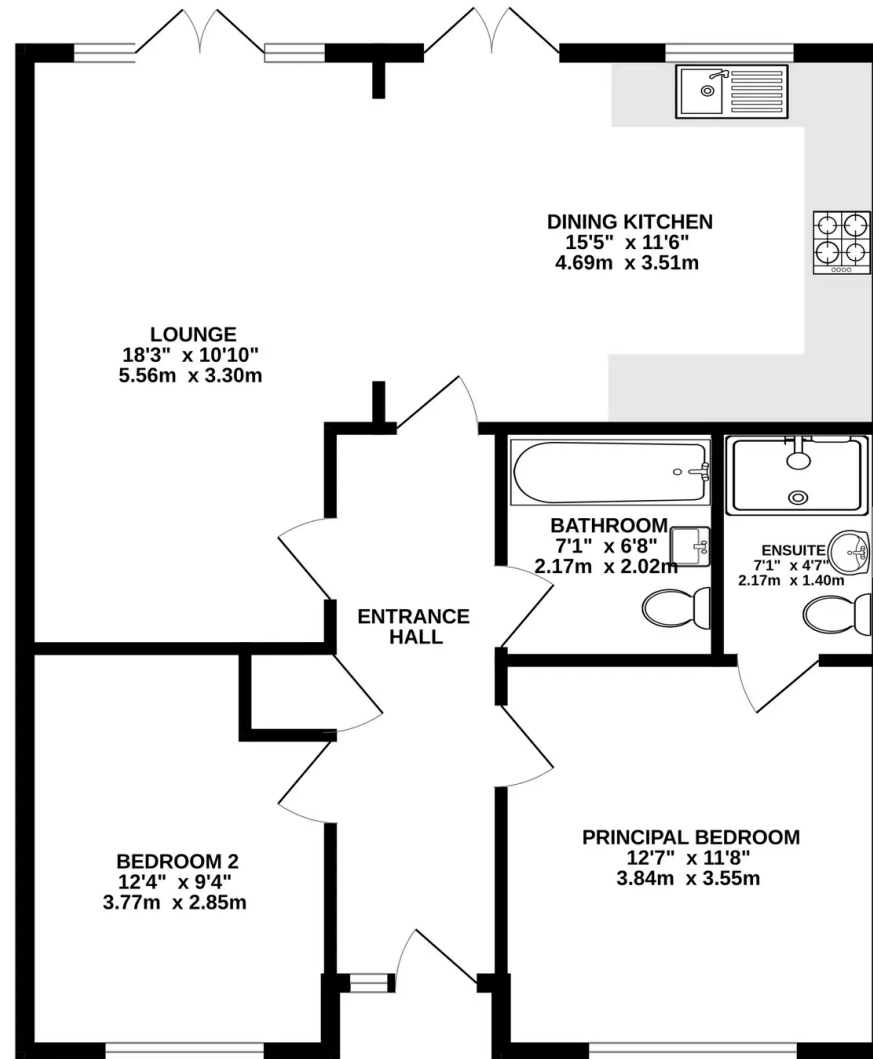 DINING KITCHEN
15'5"  x 11'6"
4.69m  x 3.51m
LOUNGE
18'3"  x 10'10"
5.56m  x 3.30m
BATHROOM
7'1"  x 6'8"
2.17m  x 2.02m
ENSUITE
7'1"  x 4'7"
2.17m  x 1.40m
ENTRANCE
HALL
PRINCIPAL BEDROOM
12'7"  x 11'8"
3.84m  x 3.55m
BEDROOM 2
12'4"  x 9'4"
3.77m  x 2.85m